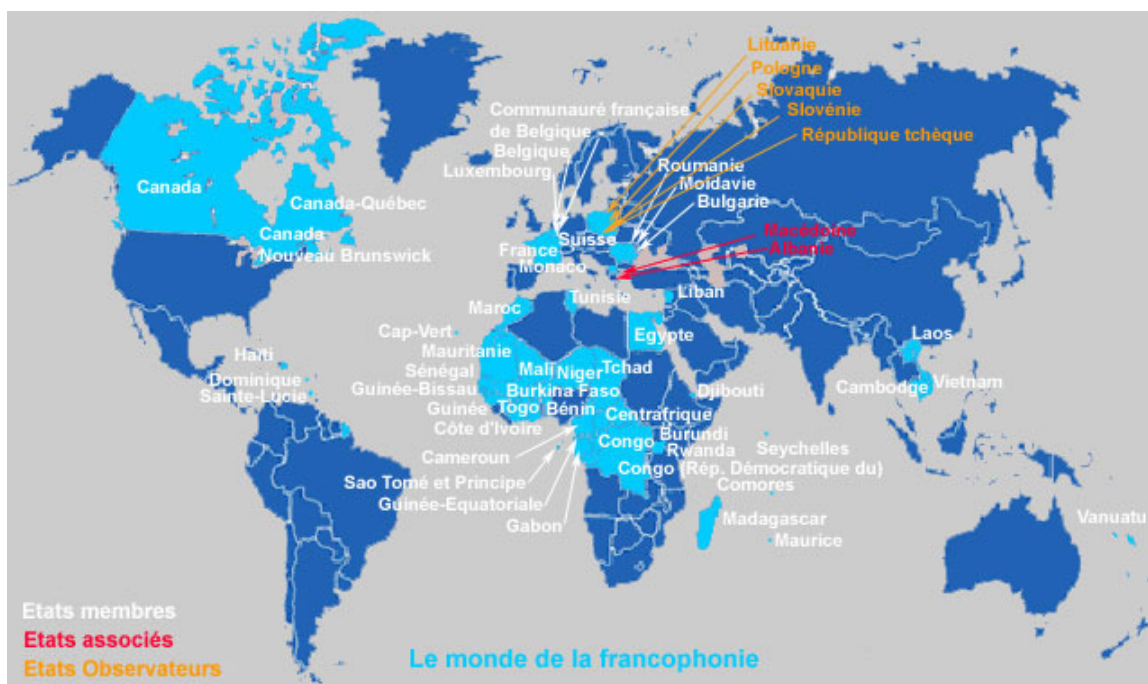 Lituanie
Pologne
Slovaquie
Slovénie
République tchèque
Communauré française
de Belgique
Belgique
Luxembourg
Roumanie
Moldavie
Bulgarie
Canada
Canada-Québec
Canada
Nouveau Brunswick
Suisse
France
Monaco
Macédoine
Albanie
Maroc
Tunisie
Liban
Cap-Vert
Egypte
Mauritanie
Laos
Haïti
Sénégal
Mali
Niger
Tchad
Dominique
Guinée-Bissau
Burkina Faso
Djibouti
Cambodge
Vietnam
Sainte-Lucie
Guinée
Togo
Bénin
Centrafrique
Côte d'Ivoire
Congo
Burundi
Rwanda
Seychelles
Cameroun
Congo (Rép. Démocratique du)
Sao Tomé et Principe
Comores
Guinée-Equatoriale
Gabon
Madagascar
Vanuatu
Maurice
Etats membres
Etats associés
Etats Observateurs
Le monde de la francophonie